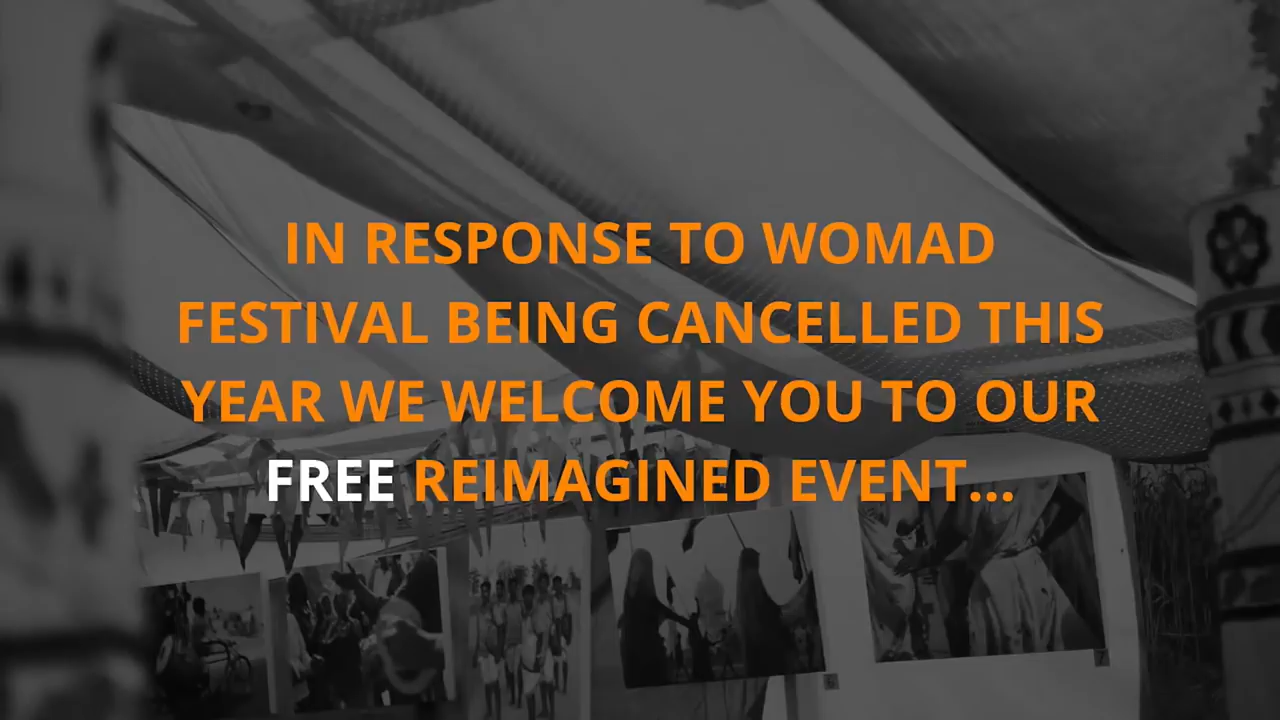 IN RESPONSE TO WOMAD
FESTIVAL BEING CANCELLED THIS
YEAR WE WELCOME YOU TO OUR
FREE REIMAGINED EVENT...